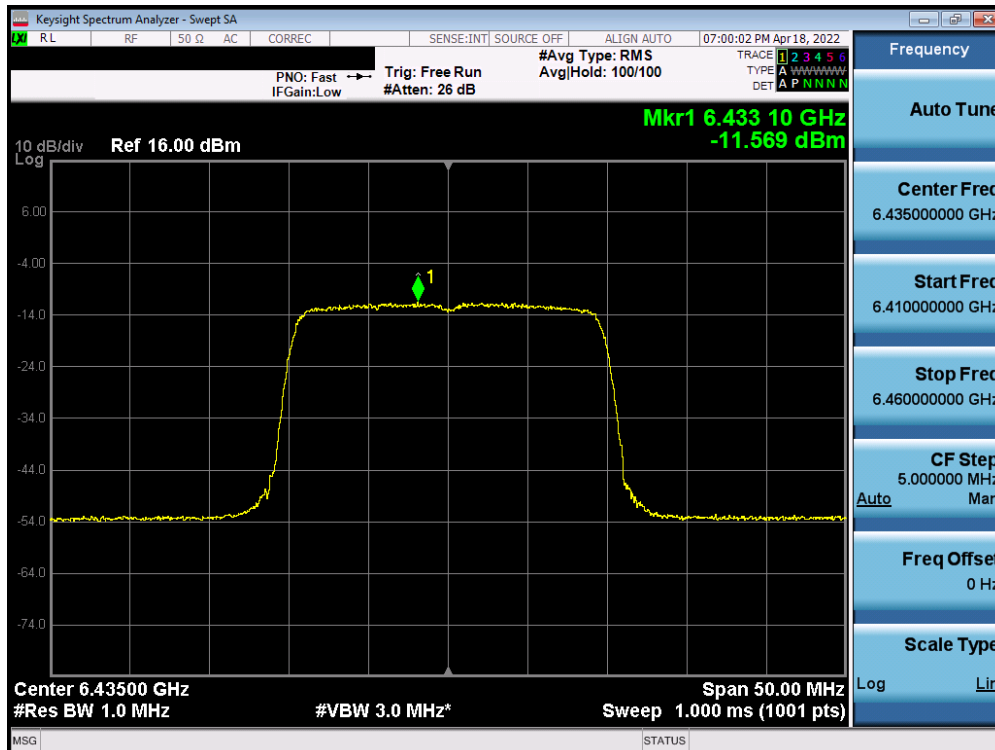 Keysight Spectrum Analyzer - Swept SA
LXI RL RF 50 Ω AC CORREC SENSE:INT SOURCE OFF ALIGN AUTO 07:00:02 PM Apr 18, 2022
PNO: Fast Trig: Free Run #Avg Type: RMS TRACE 1 2 3 4 5 6
IFGain:Low #Atten: 26 dB Avg|Hold: 100/100 TYPE A WWWWW
DET A P N N N N
Mkr1 6.433 10 GHz
-11.569 dBm
10 dB/div Ref 16.00 dBm
Log
6.00
-4.00
1
-14.0
-24.0
-34.0
-44.0
-54.0
-64.0
-74.0
Center 6.43500 GHz Span 50.00 MHz
#Res BW 1.0 MHz #VBW 3.0 MHz* Sweep 1.000 ms (1001 pts)
MSG STATUS
Frequency
Auto Tune
Center Freq
6.435000000 GHz
Start Freq
6.410000000 GHz
Stop Freq
6.460000000 GHz
CF Step
5.000000 MHz
Auto Man
Freq Offset
0 Hz
Scale Type
Log Lin